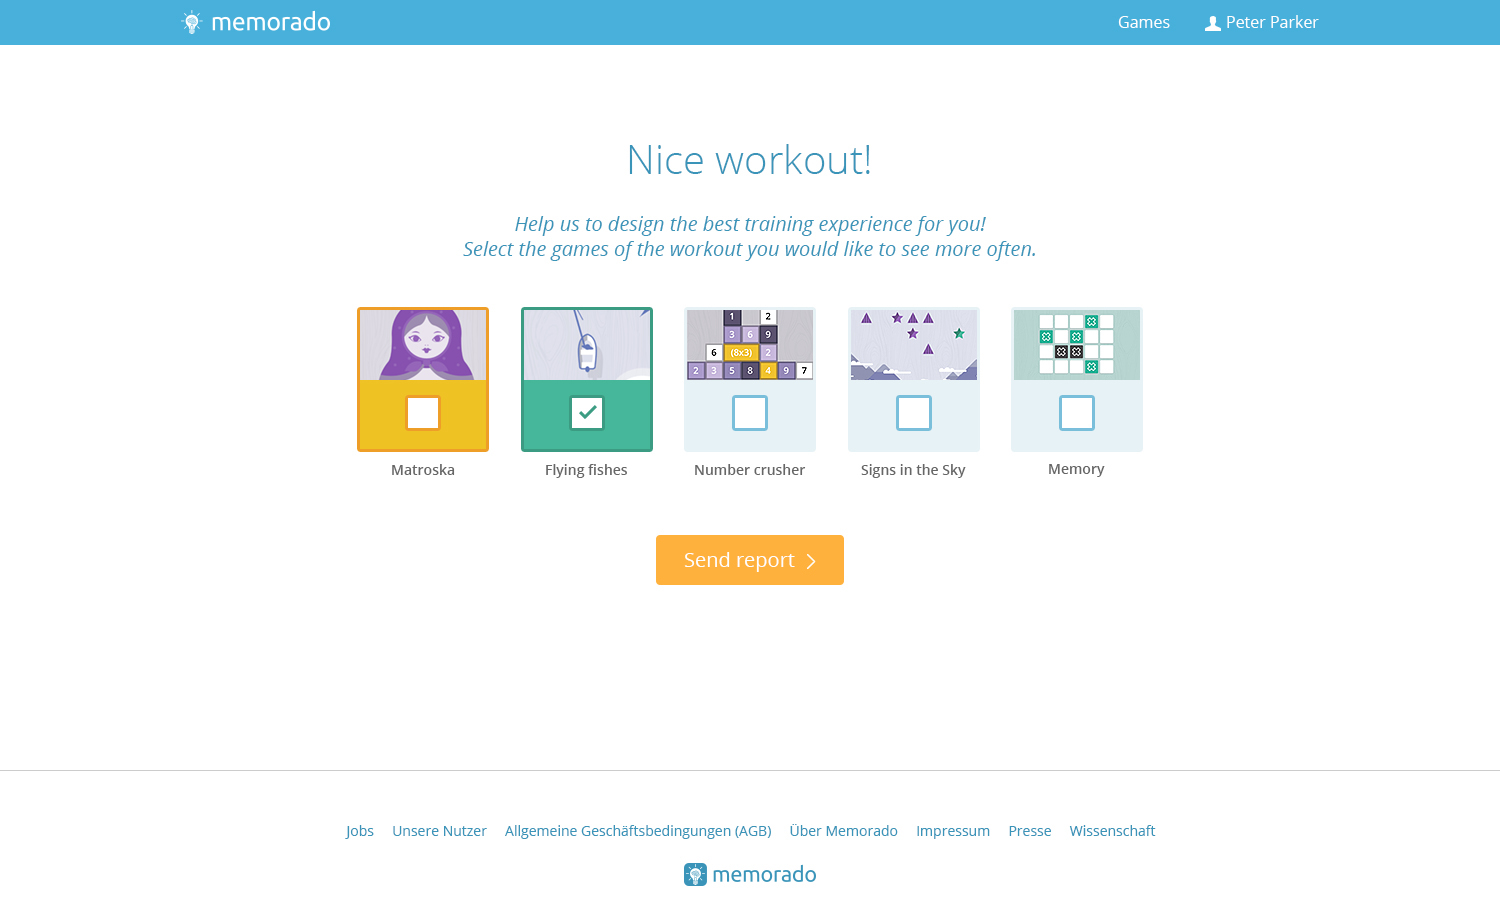 memorado
Games
Peter Parker
Nice workout!
Help us to design the best training experience for you!
Select the games of the workout you would like to see more often.
1 2
3 6 9
6 (8x3) 2
2 3 5 8 4 9 7
Matroska
Flying fishes
Number crusher
Signs in the Sky
Memory
Send report
Jobs
Unsere Nutzer
Allgemeine Geschäftsbedingungen (AGB)
Über Memorado
Impressum
Presse
Wissenschaft
memorado